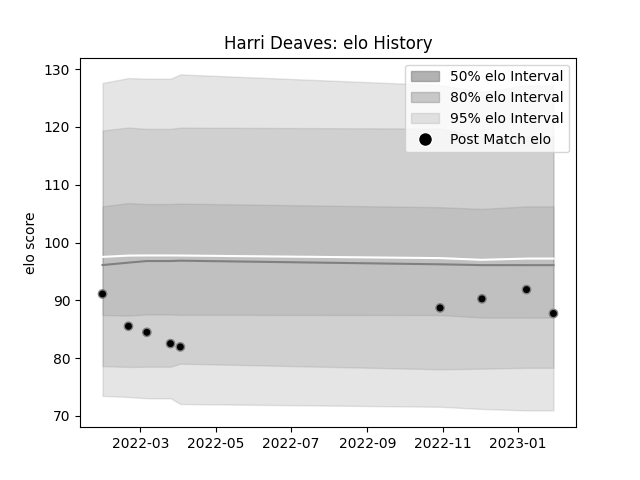 Harri Deaves: elo History
50% elo Interval
80% elo Interval
95% elo Interval
Post Match elo
elo score
130
120
110
100
90
80
70
2022-03 2022-05 2022-07 2022-09 2022-11 2023-01